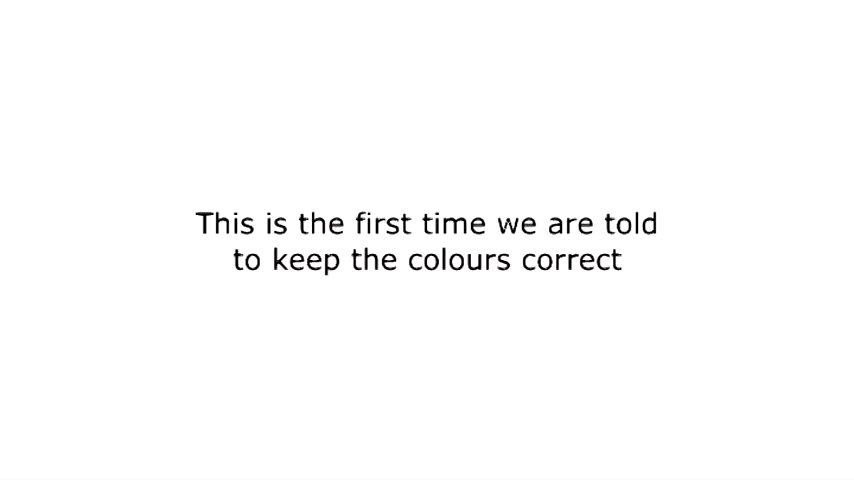 This is the first time we are told
to keep the colours correct